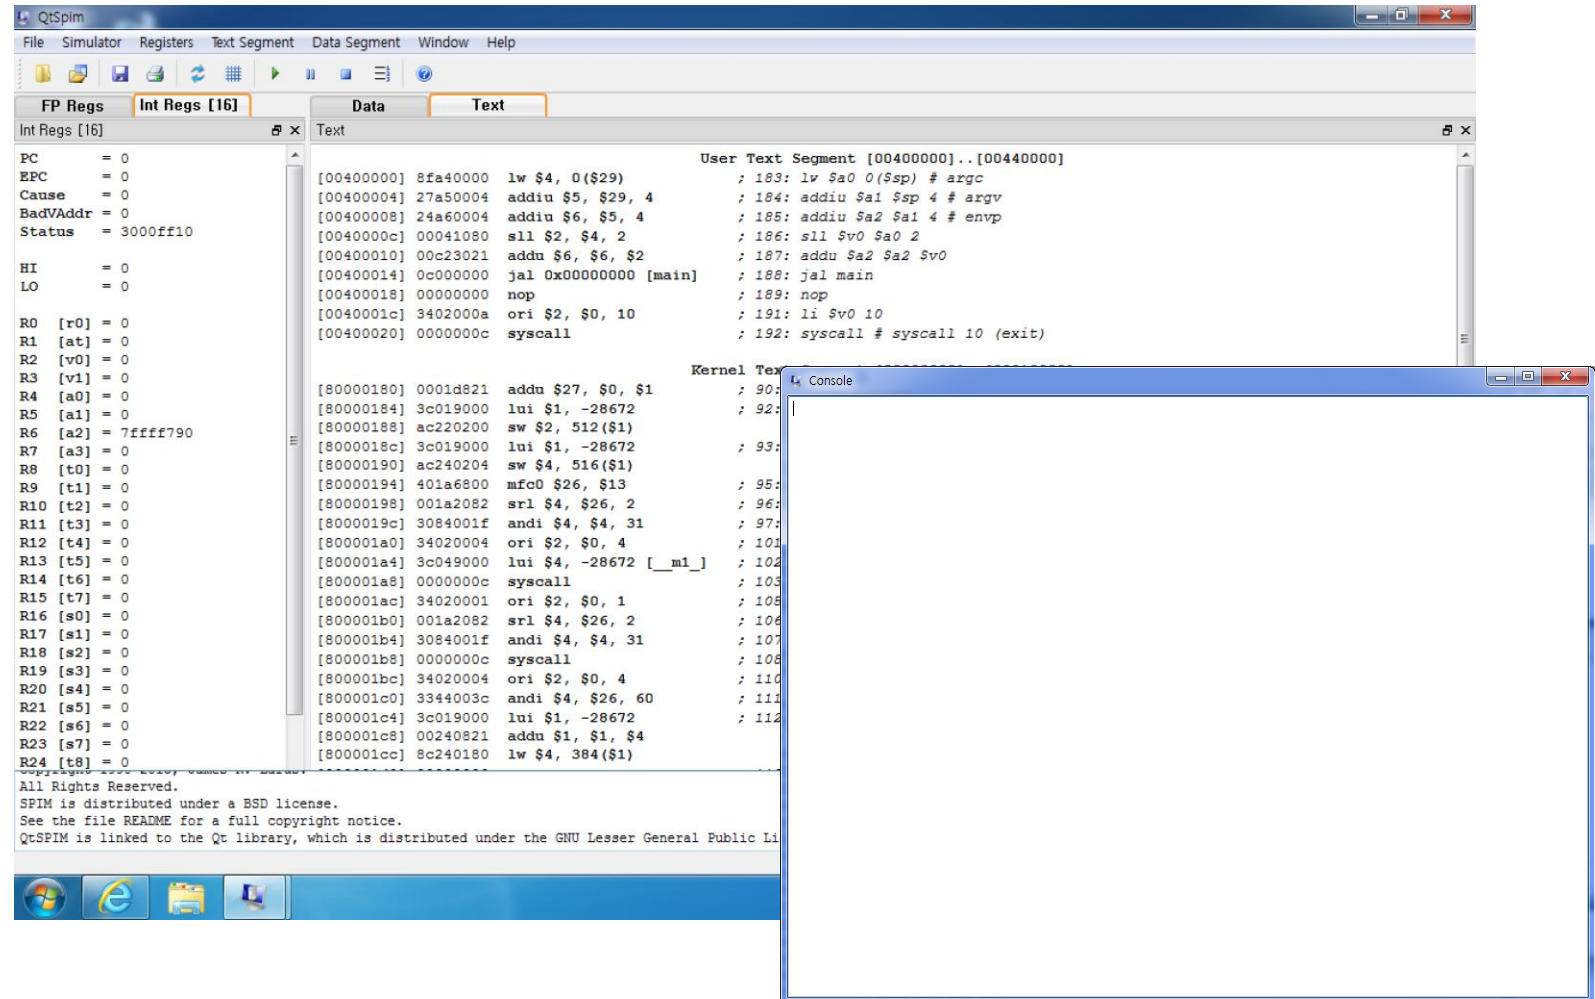 QtSpim
File Simulator Registers Text Segment Data Segment Window Help
FP Regs Int Regs [16] Data Text
Int Regs [16] Text
PC = 0
EPC = 0
Cause = 0
BadVAddr = 0
Status = 3000ff10
HI = 0
LO = 0
R0 [r0] = 0
R1 [at] = 0
R2 [v0] = 0
R3 [v1] = 0
R4 [a0] = 0
R5 [a1] = 0
R6 [a2] = 7ffff790
R7 [a3] = 0
R8 [t0] = 0
R9 [t1] = 0
R10 [t2] = 0
R11 [t3] = 0
R12 [t4] = 0
R13 [t5] = 0
R14 [t6] = 0
R15 [t7] = 0
R16 [s0] = 0
R17 [s1] = 0
R18 [s2] = 0
R19 [s3] = 0
R20 [s4] = 0
R21 [s5] = 0
R22 [s6] = 0
R23 [s7] = 0
R24 [t8] = 0
User Text Segment [00400000]..[00440000]
[00400000] 8fa40000 lw $4, 0($29) ; 183: lw $a0 0($sp) # argc
[00400004] 27a50004 addiu $5, $29, 4 ; 184: addiu $a1 $sp 4 # argv
[00400008] 24a60004 addiu $6, $5, 4 ; 185: addiu $a2 $a1 4 # envp
[0040000c] 00041080 sll $2, $4, 2 ; 186: sll $v0 $a0 2
[00400010] 00c23021 addu $6, $6, $2 ; 187: addu $a2 $a2 $v0
[00400014] 0c000000 jal 0x00000000 [main] ; 188: jal main
[00400018] 00000000 nop ; 189: nop
[0040001c] 3402000a ori $2, $0, 10 ; 191: li $v0 10
[00400020] 0000000c syscall ; 192: syscall # syscall 10 (exit)
Kernel Tex
[80000180] 0001d821 addu $27, $0, $1 ; 90:
[80000184] 3c019000 lui $1, -28672 ; 92:
[80000188] ac220200 sw $2, 512($1)
[8000018c] 3c019000 lui $1, -28672 ; 93:
[80000190] ac240204 sw $4, 516($1)
[80000194] 401a6800 mfc0 $26, $13 ; 95:
[80000198] 001a2082 srl $4, $26, 2 ; 96:
[8000019c] 3084001f andi $4, $4, 31 ; 97:
[800001a0] 34020004 ori $2, $0, 4 ; 101
[800001a4] 3c049000 lui $4, -28672 [__m1_] ; 102
[800001a8] 0000000c syscall ; 103
[800001ac] 34020001 ori $2, $0, 1 ; 105
[800001b0] 001a2082 srl $4, $26, 2 ; 106
[800001b4] 3084001f andi $4, $4, 31 ; 107
[800001b8] 0000000c syscall ; 108
[800001bc] 34020004 ori $2, $0, 4 ; 110
[800001c0] 3344003c andi $4, $26, 60 ; 111
[800001c4] 3c019000 lui $1, -28672 ; 112
[800001c8] 00240821 addu $1, $1, $4
[800001cc] 8c240180 lw $4, 384($1)
All Rights Reserved.
SPIM is distributed under a BSD license.
See the file README for a full copyright notice.
QtSPIM is linked to the Qt library, which is distributed under the GNU Lesser General Public Li
Console